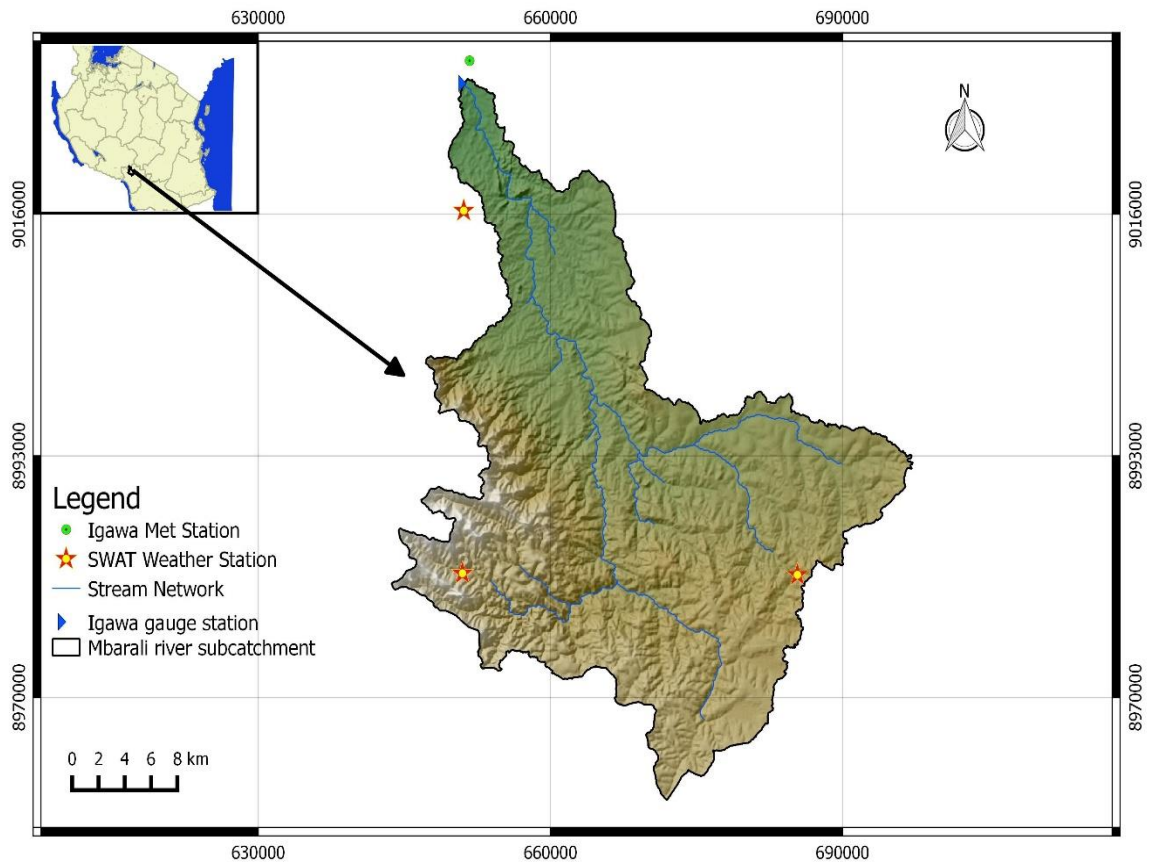 630000
660000
690000
N
9016000
9016000
8993000
8993000
Legend
Igawa Met Station
SWAT Weather Station
Stream Network
Igawa gauge station
Mbarali river subcatchment
8970000
8970000
0 2 4 6 8 km
630000
660000
690000